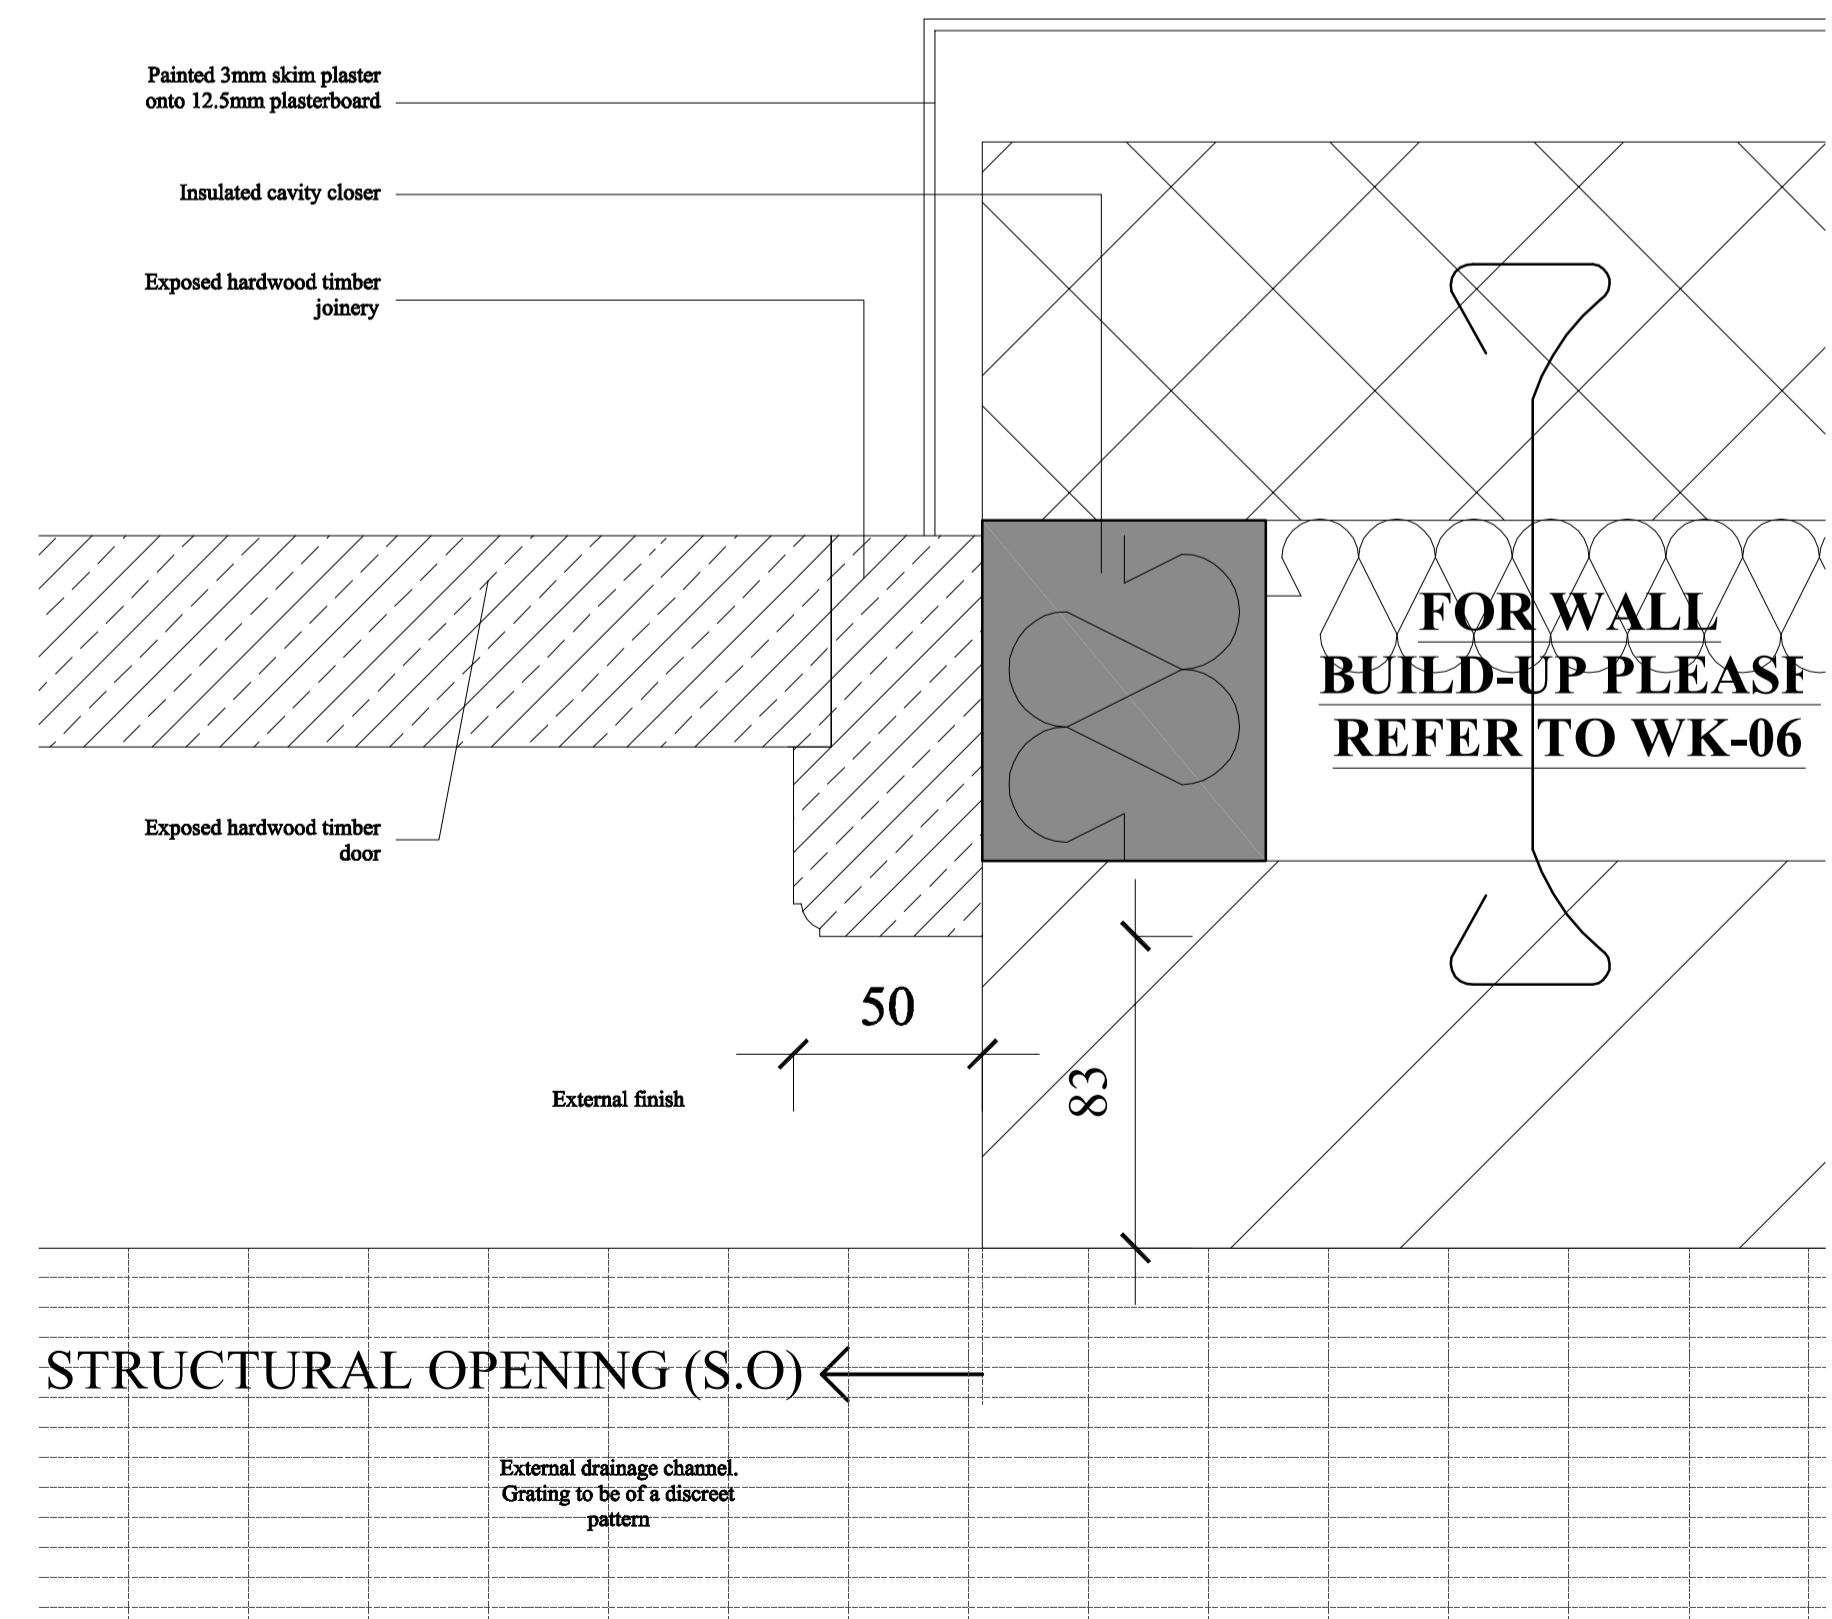 Painted 3mm skim plaster
onto 12.5mm plasterboard
Insulated cavity closer
Exposed hardwood timber
joinery
FOR WALL
BUILD-UP PLEASE
REFER TO WK-06
Exposed hardwood timber
door
50
83
External finish
STRUCTURAL OPENING (S.O)
External drainage channel.
Grating to be of a discreet
pattern